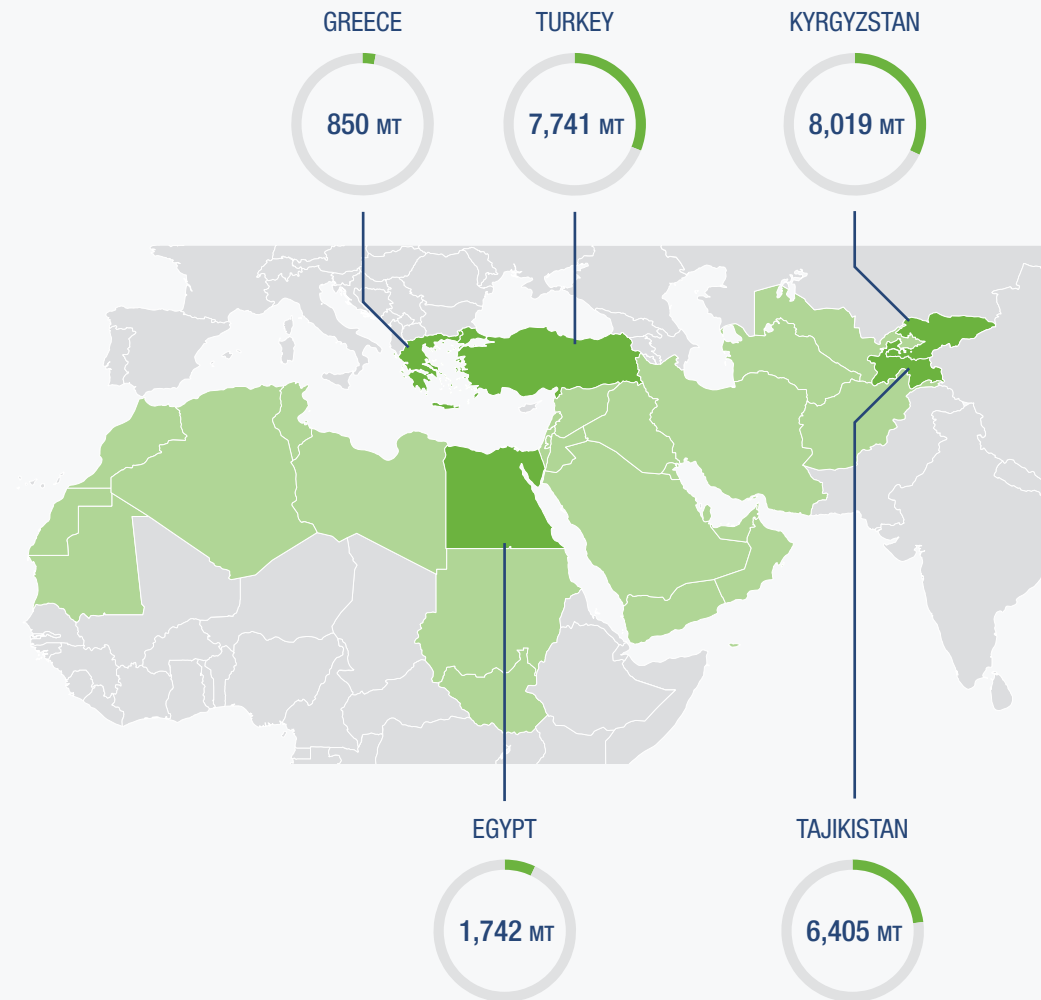 GREECE
850 MT
TURKEY
7,741 MT
KYRGYZSTAN
8,019 MT
EGYPT
1,742 MT
TAJIKISTAN
6,405 MT